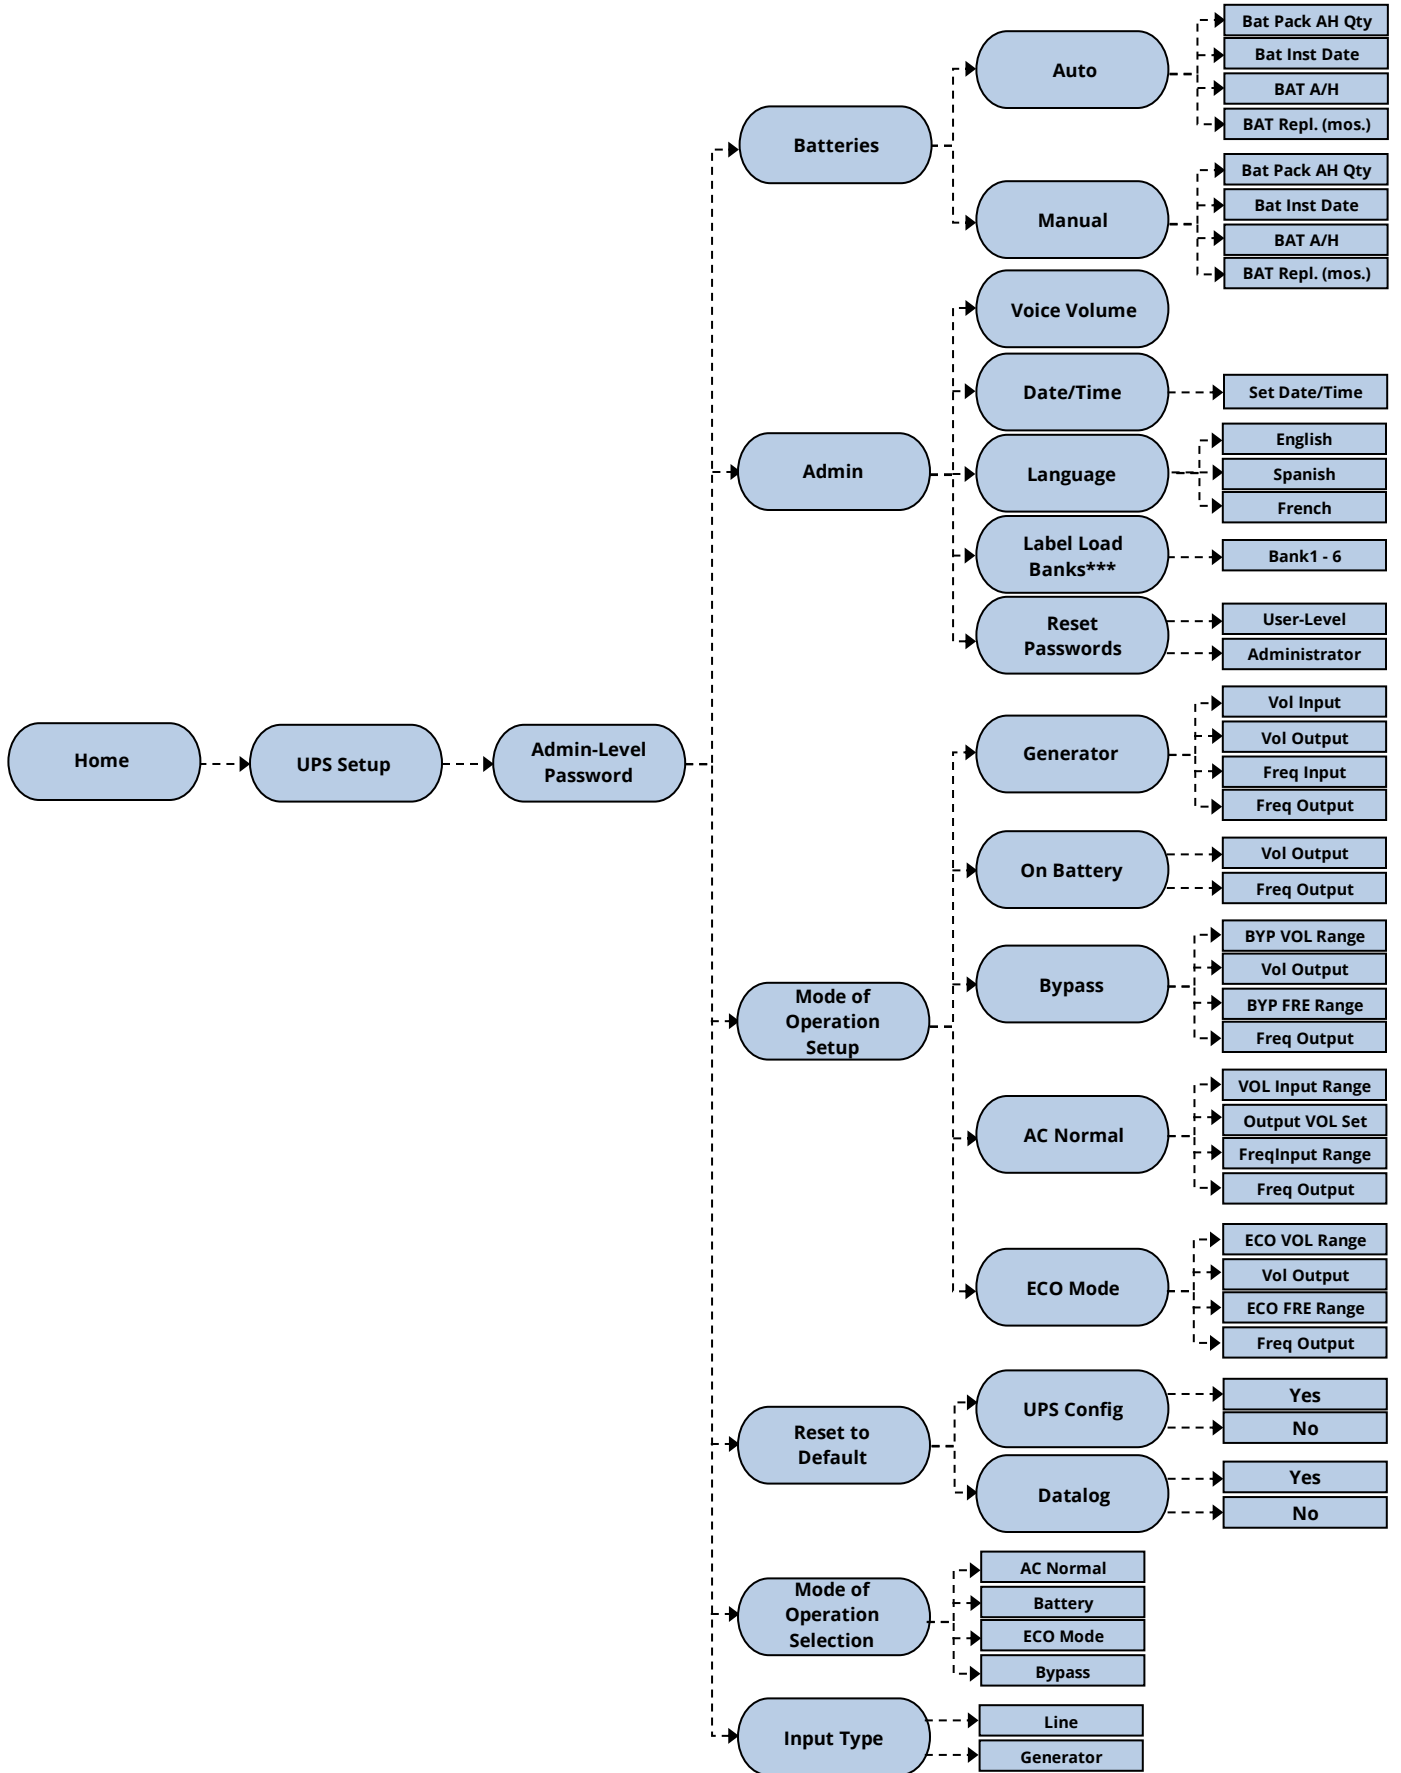 Home
UPS Setup
Admin-Level
Password
Batteries
Auto
Bat Pack AH Qty
Bat Inst Date
BAT A/H
BAT Repl. (mos.)
Manual
Bat Pack AH Qty
Bat Inst Date
BAT A/H
BAT Repl. (mos.)
Admin
Voice Volume
Date/Time
Set Date/Time
Language
English
Spanish
French
Label Load
Banks***
Bank1 - 6
Reset
Passwords
User-Level
Administrator
Mode of
Operation
Setup
Generator
Vol Input
Vol Output
Freq Input
Freq Output
On Battery
Vol Output
Freq Output
Bypass
BYP VOL Range
Vol Output
BYP FRE Range
Freq Output
AC Normal
VOL Input Range
Output VOL Set
FreqInput Range
Freq Output
ECO Mode
ECO VOL Range
Vol Output
ECO FRE Range
Freq Output
Reset to
Default
UPS Config
Yes
No
Datalog
Yes
No
Mode of
Operation
Selection
AC Normal
Battery
ECO Mode
Bypass
Input Type
Line
Generator